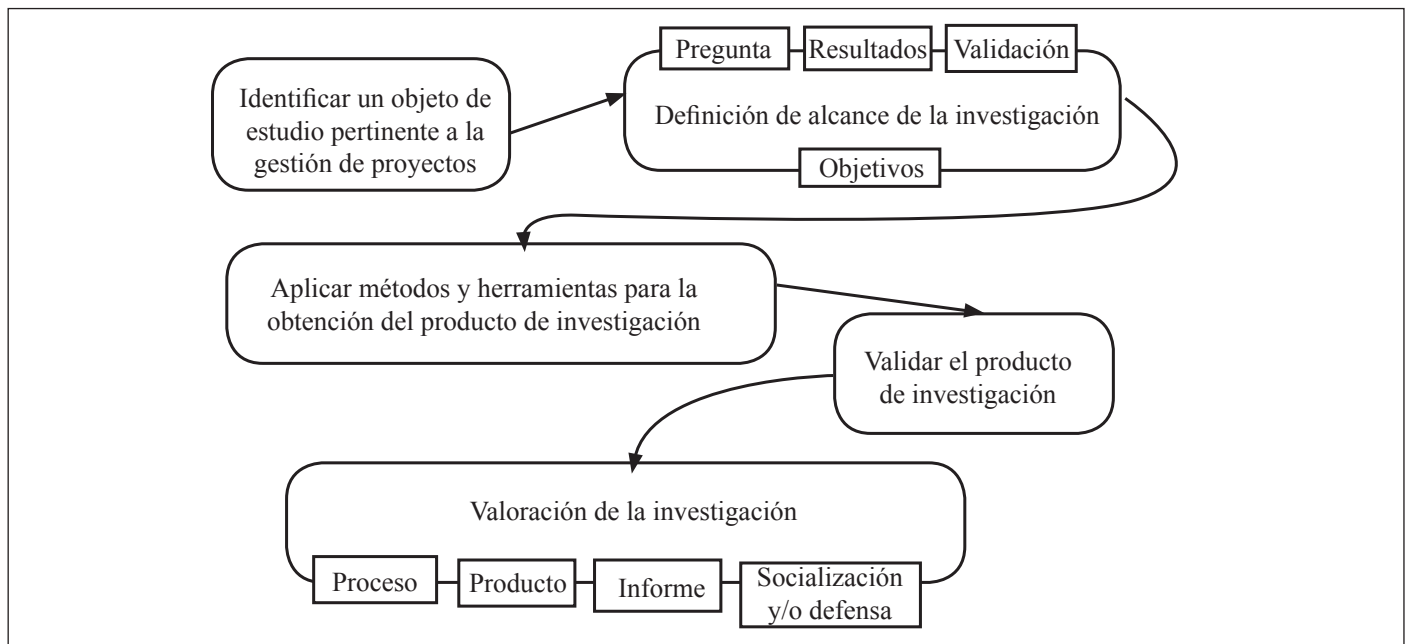 Identificar un objeto de
estudio pertinente a la
gestión de proyectos
Pregunta
Resultados
Validación
Definición de alcance de la investigación
Objetivos
Aplicar métodos y herramientas para la
obtención del producto de investigación
Validar el producto
de investigación
Valoración de la investigación
Proceso
Producto
Informe
Socialización
y/o defensa